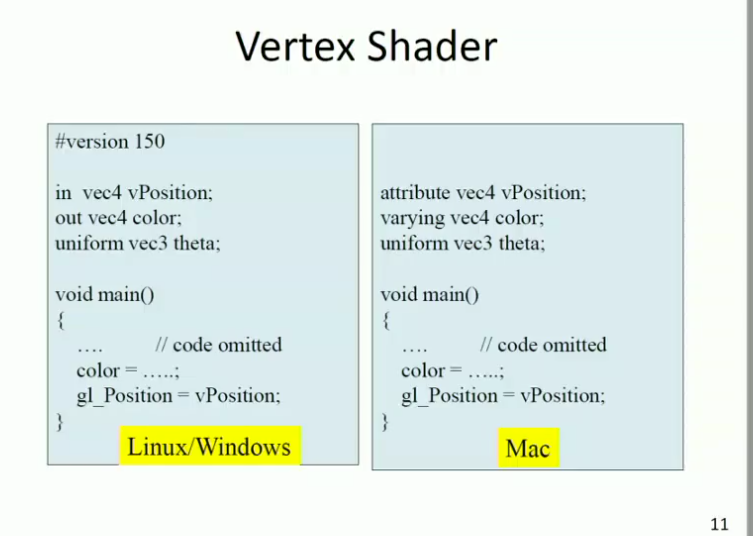 Vertex Shader
#version 150
in vec4 vPosition;
out vec4 color;
uniform vec3 theta;
void main()
{
…. // code omitted
color = …..;
gl_Position = vPosition;
}
Linux/Windows
attribute vec4 vPosition;
varying vec4 color;
uniform vec3 theta;
void main()
{
…. // code omitted
color = …..;
gl_Position = vPosition;
}
Mac
11